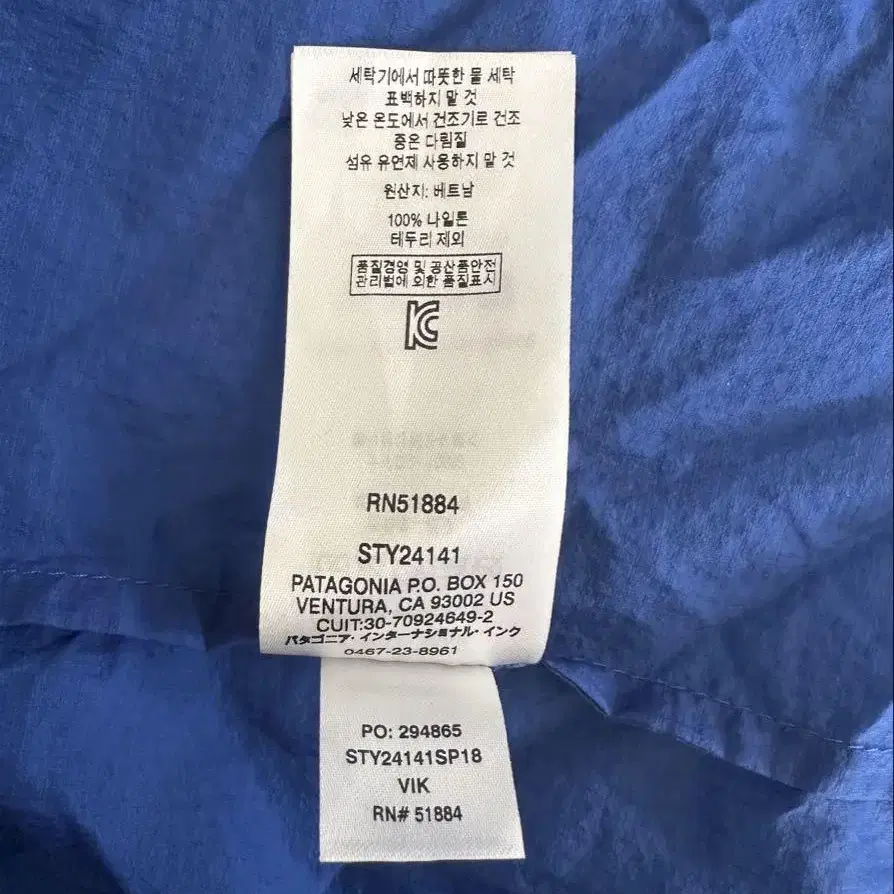 세탁기에서 따뜻한 물 세탁
표백하지 말 것
낮은 온도에서 건조기로 건조
중온 다림질
섬유 유연제 사용하지 말 것
원산지: 베트남
100% 나일론
테두리 제외
품질경영 및 공산품안전
관리법에 의한 품질표시
RN51884
STY24141
PATAGONIA P.O. BOX 150
VENTURA, CA 93002 US
CUIT:30-70924649-2
パタゴニア・インターナショナル・インク
0467-23-8961
PO: 294865
STY24141SP18
VIK
RN# 51884